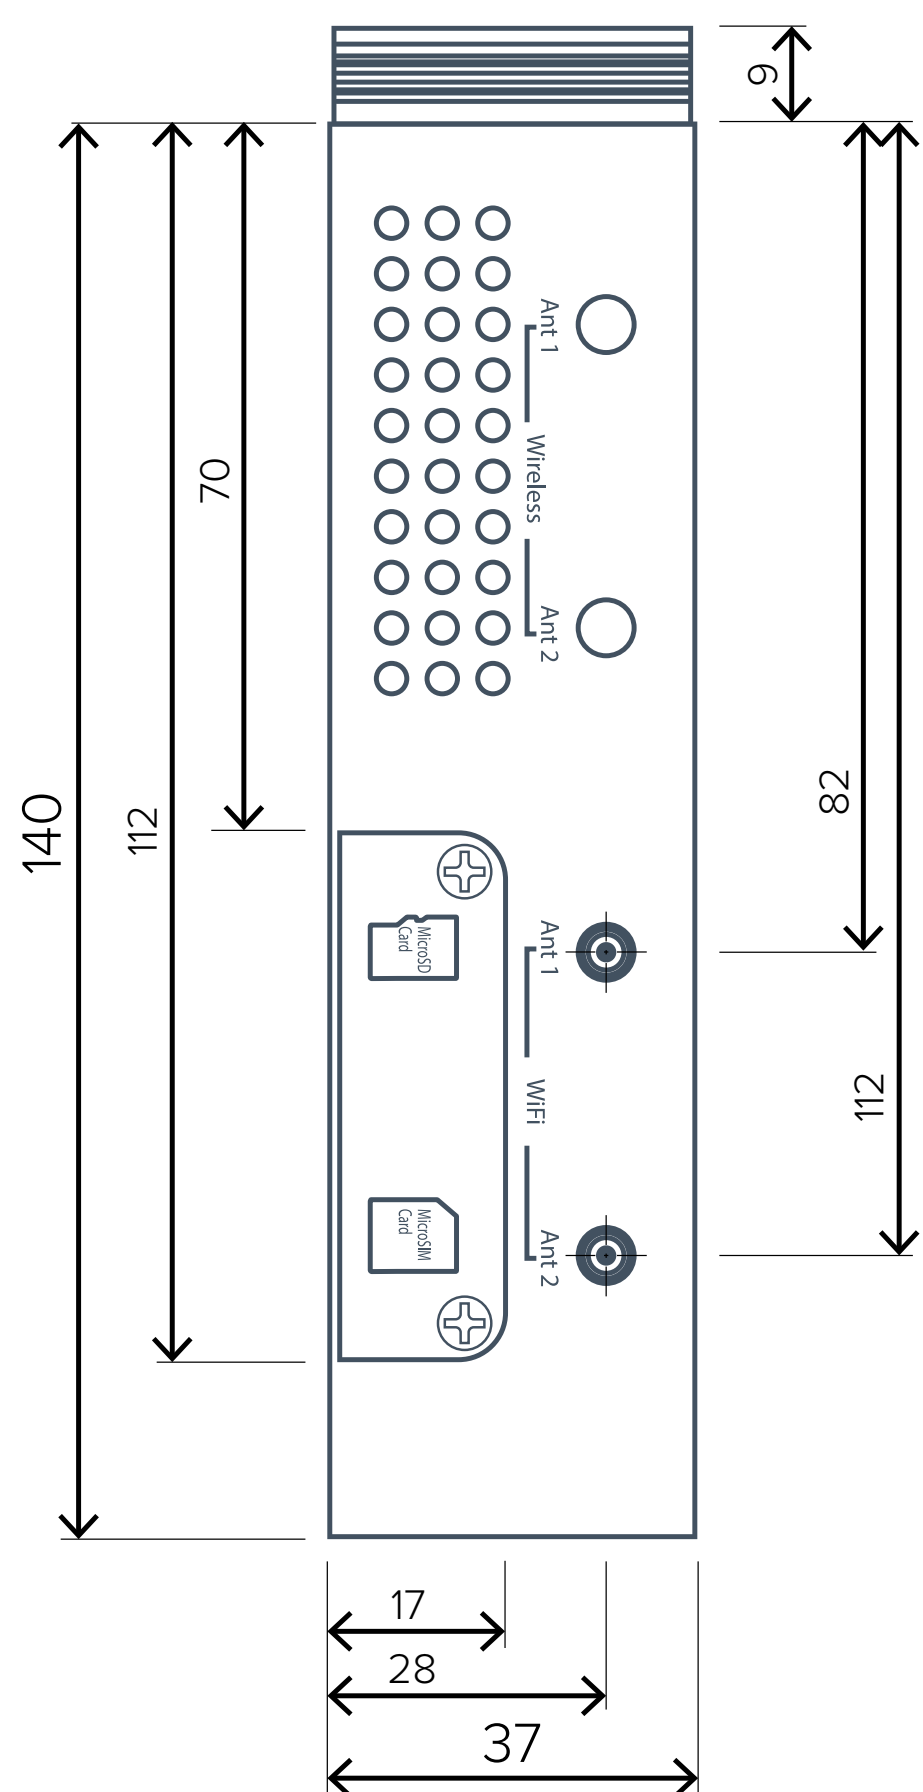 9
Ant 1
Wireless
Ant 2
70
140
112
82
112
MicroSD
Card
Ant 1
WiFi
MicroSIM
Card
Ant 2
17
28
37